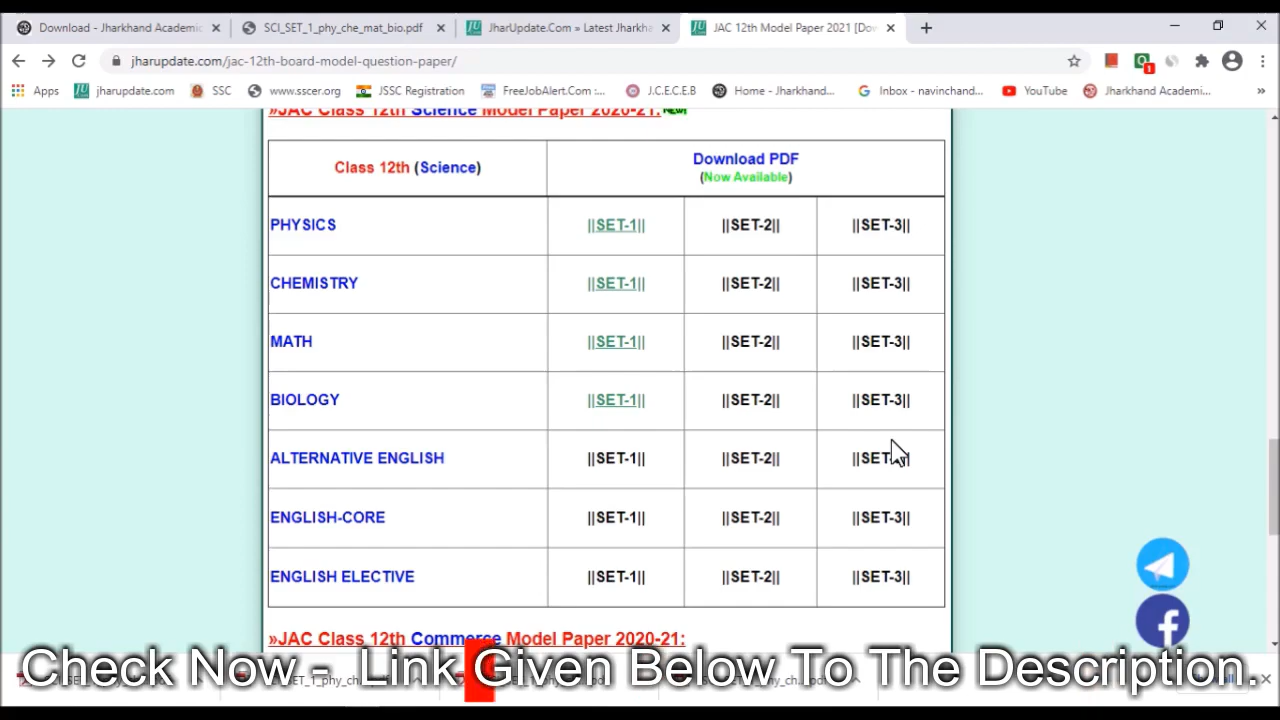 Download - Jharkhand Academic
SCI_SET_1_phy_che_mat_bio.pdf
JharUpdate.Com » Latest Jharkha
JAC 12th Model Paper 2021 [Dow
jharupdate.com/jac-12th-board-model-question-paper/
Apps
jharupdate.com
SSC
www.sscer.org
JSSC Registration
FreeJobAlert.Com :...
J.C.E.C.E.B
Home - Jharkhand...
Inbox - navinchand...
YouTube
Jharkhand Academi...
»
»JAC Class 12th Science Model Paper 2020-21:
Class 12th (Science)
Download PDF
(Now Available)
PHYSICS ||SET-1|| ||SET-2|| ||SET-3||
CHEMISTRY ||SET-1|| ||SET-2|| ||SET-3||
MATH ||SET-1|| ||SET-2|| ||SET-3||
BIOLOGY ||SET-1|| ||SET-2|| ||SET-3||
ALTERNATIVE ENGLISH ||SET-1|| ||SET-2||
ENGLISH-CORE ||SET-1|| ||SET-2|| ||SET-3||
ENGLISH ELECTIVE ||SET-1|| ||SET-2|| ||SET-3||
»JAC Class 12th Commerce Model Paper 2020-21:
Check Now - Link Given Below To The Description.